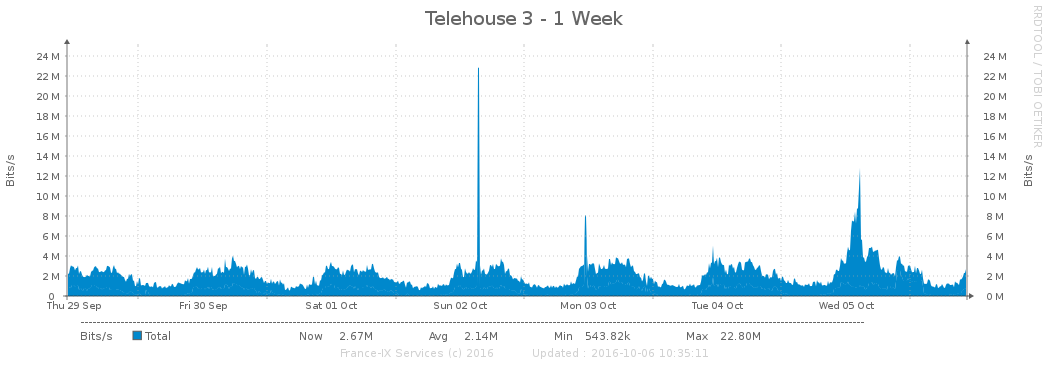 Telehouse 3 - 1 Week
RRDTOOL / TOBI OETIKER
Bits/s
Bits/s
24 M 24 M
22 M 22 M
20 M 20 M
18 M 18 M
16 M 16 M
14 M 14 M
12 M 12 M
10 M 10 M
8 M 8 M
6 M 6 M
4 M 4 M
2 M 2 M
0 0 M
Thu 29 Sep Fri 30 Sep Sat 01 Oct Sun 02 Oct Mon 03 Oct Tue 04 Oct Wed 05 Oct
Bits/s Total Now 2.67M Avg 2.14M Min 543.82k Max 22.80M
France-IX Services (c) 2016 Updated : 2016-10-06 10:35:11